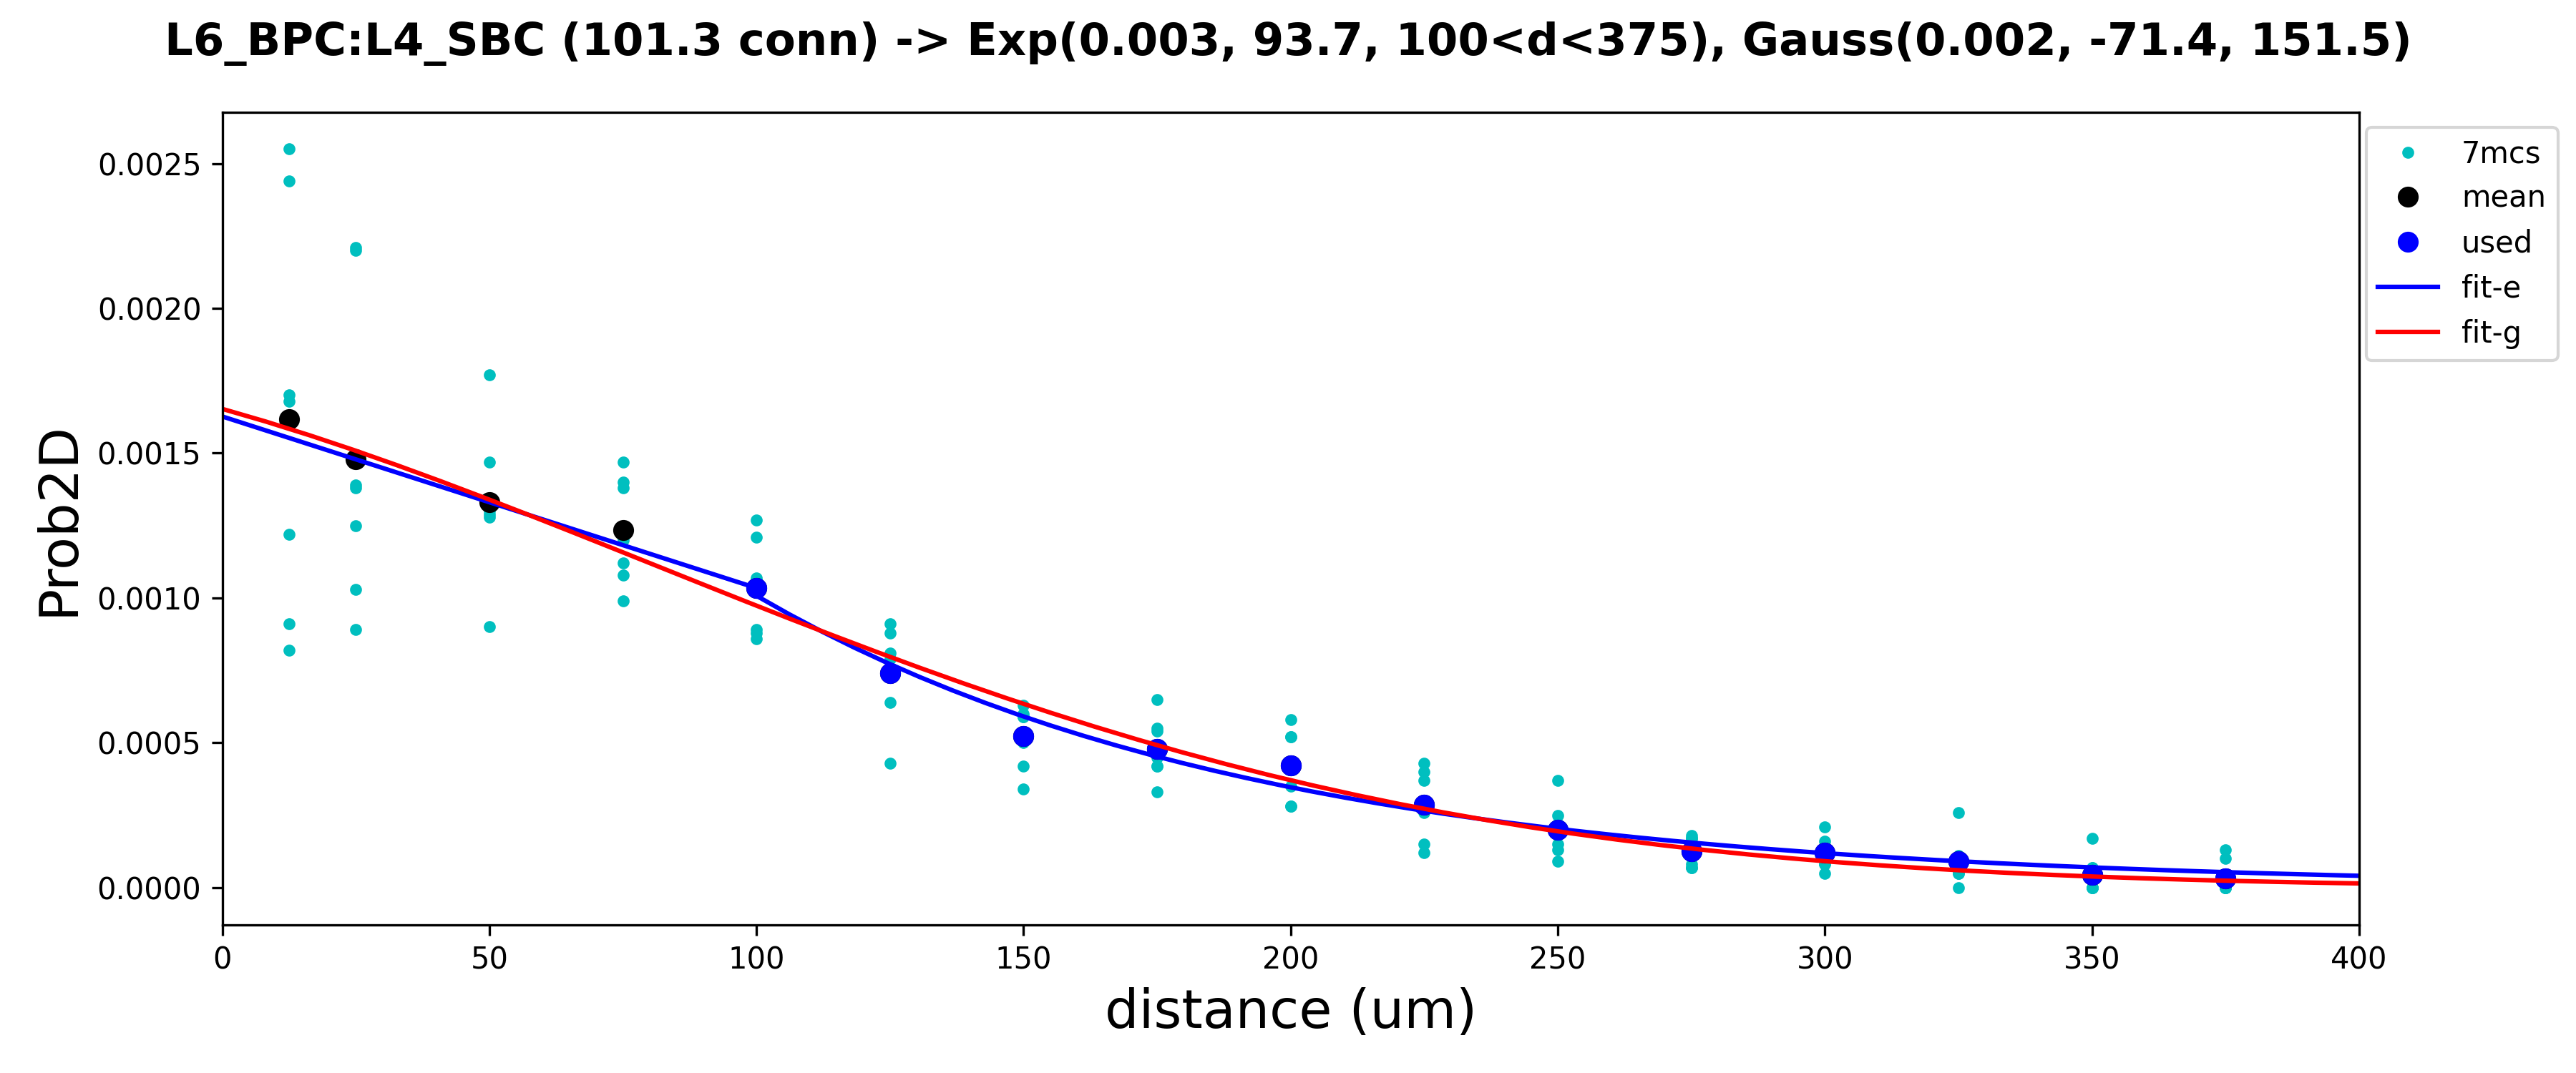 L6_BPC:L4_SBC (101.3 conn) -> Exp(0.003, 93.7, 100<d<375), Gauss(0.002, -71.4, 151.5)
7mcs
mean
used
fit-e
fit-g
Prob2D
0.0025
0.0020
0.0015
0.0010
0.0005
0.0000
0 50 100 150 200 250 300 350 400
distance (um)